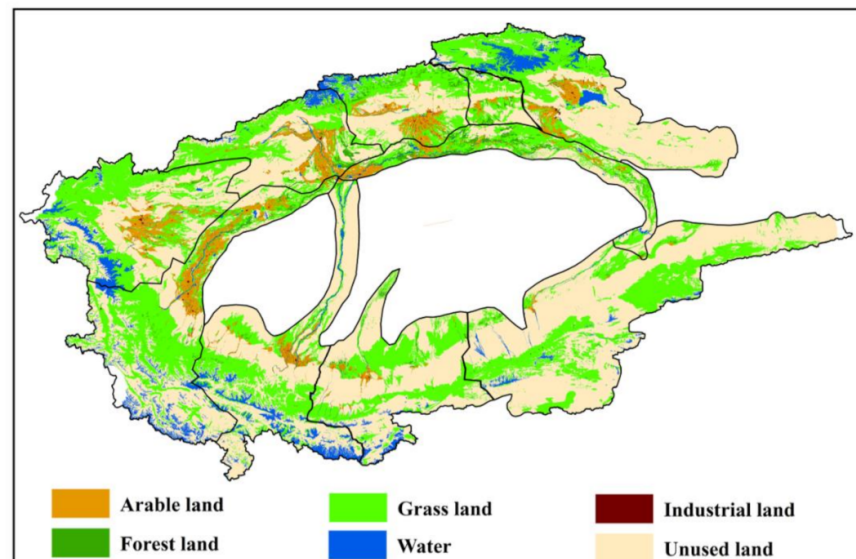 Arable land
Grass land
Industrial land
Forest land
Water
Unused land